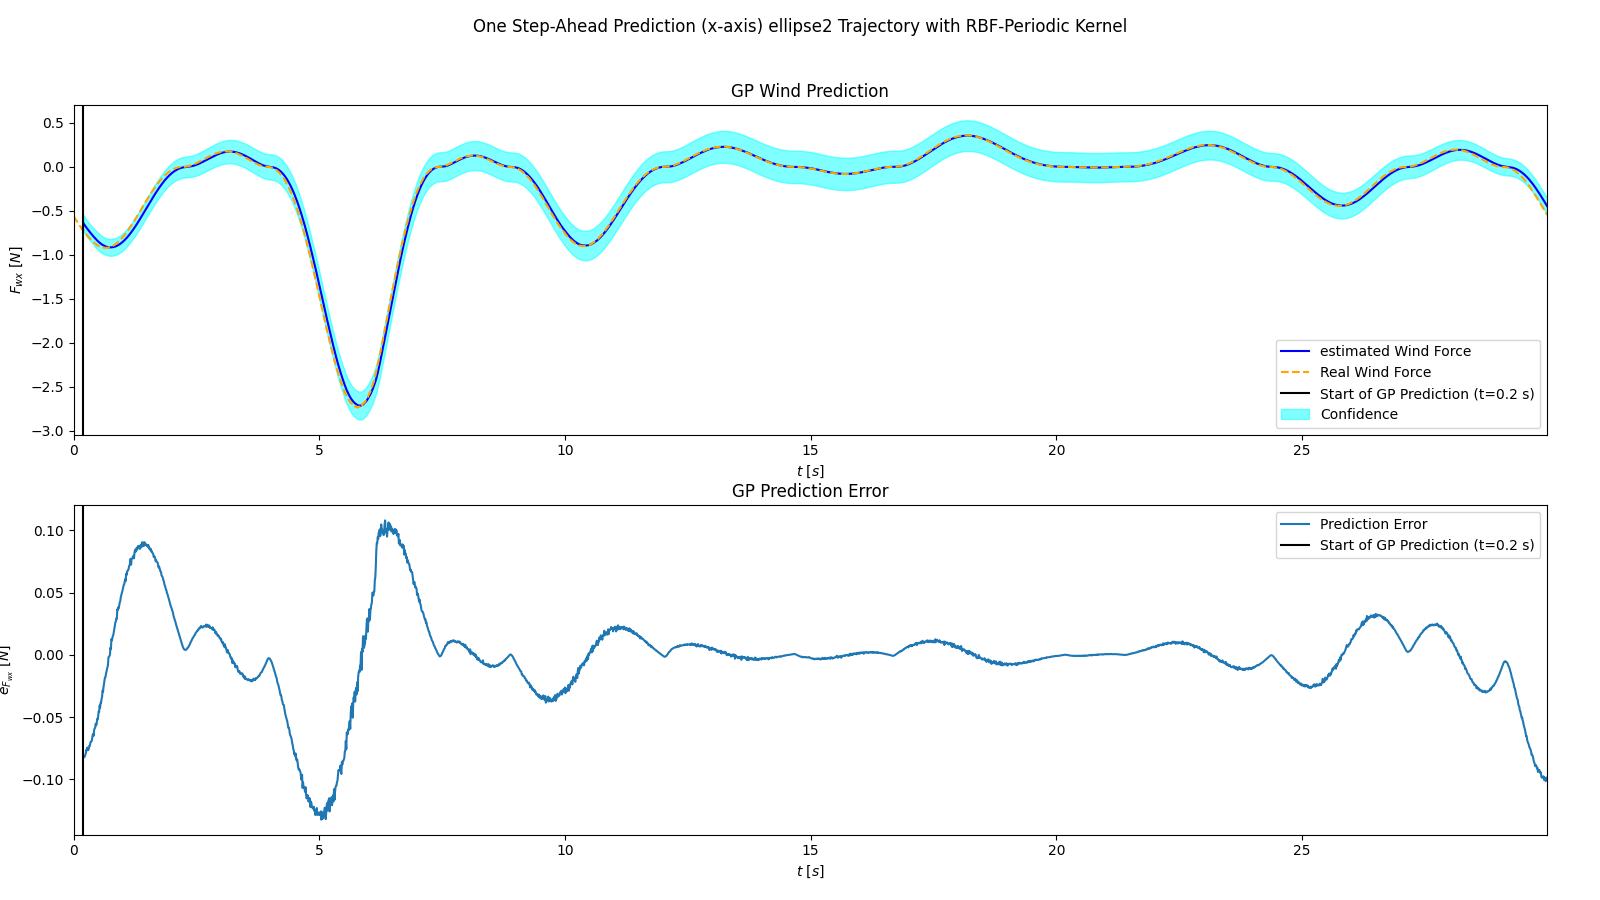 One Step-Ahead Prediction (x-axis) ellipse2 Trajectory with RBF-Periodic Kernel
GP Wind Prediction
0.5
0.0
−0.5
−1.0
−1.5
−2.0
−2.5
−3.0
F_wx [N]
estimated Wind Force
Real Wind Force
Start of GP Prediction (t=0.2 s)
Confidence
0 5 10 15 20 25
t [s]
GP Prediction Error
0.10
0.05
0.00
−0.05
−0.10
e_F_wx [N]
Prediction Error
Start of GP Prediction (t=0.2 s)
0 5 10 15 20 25
t [s]